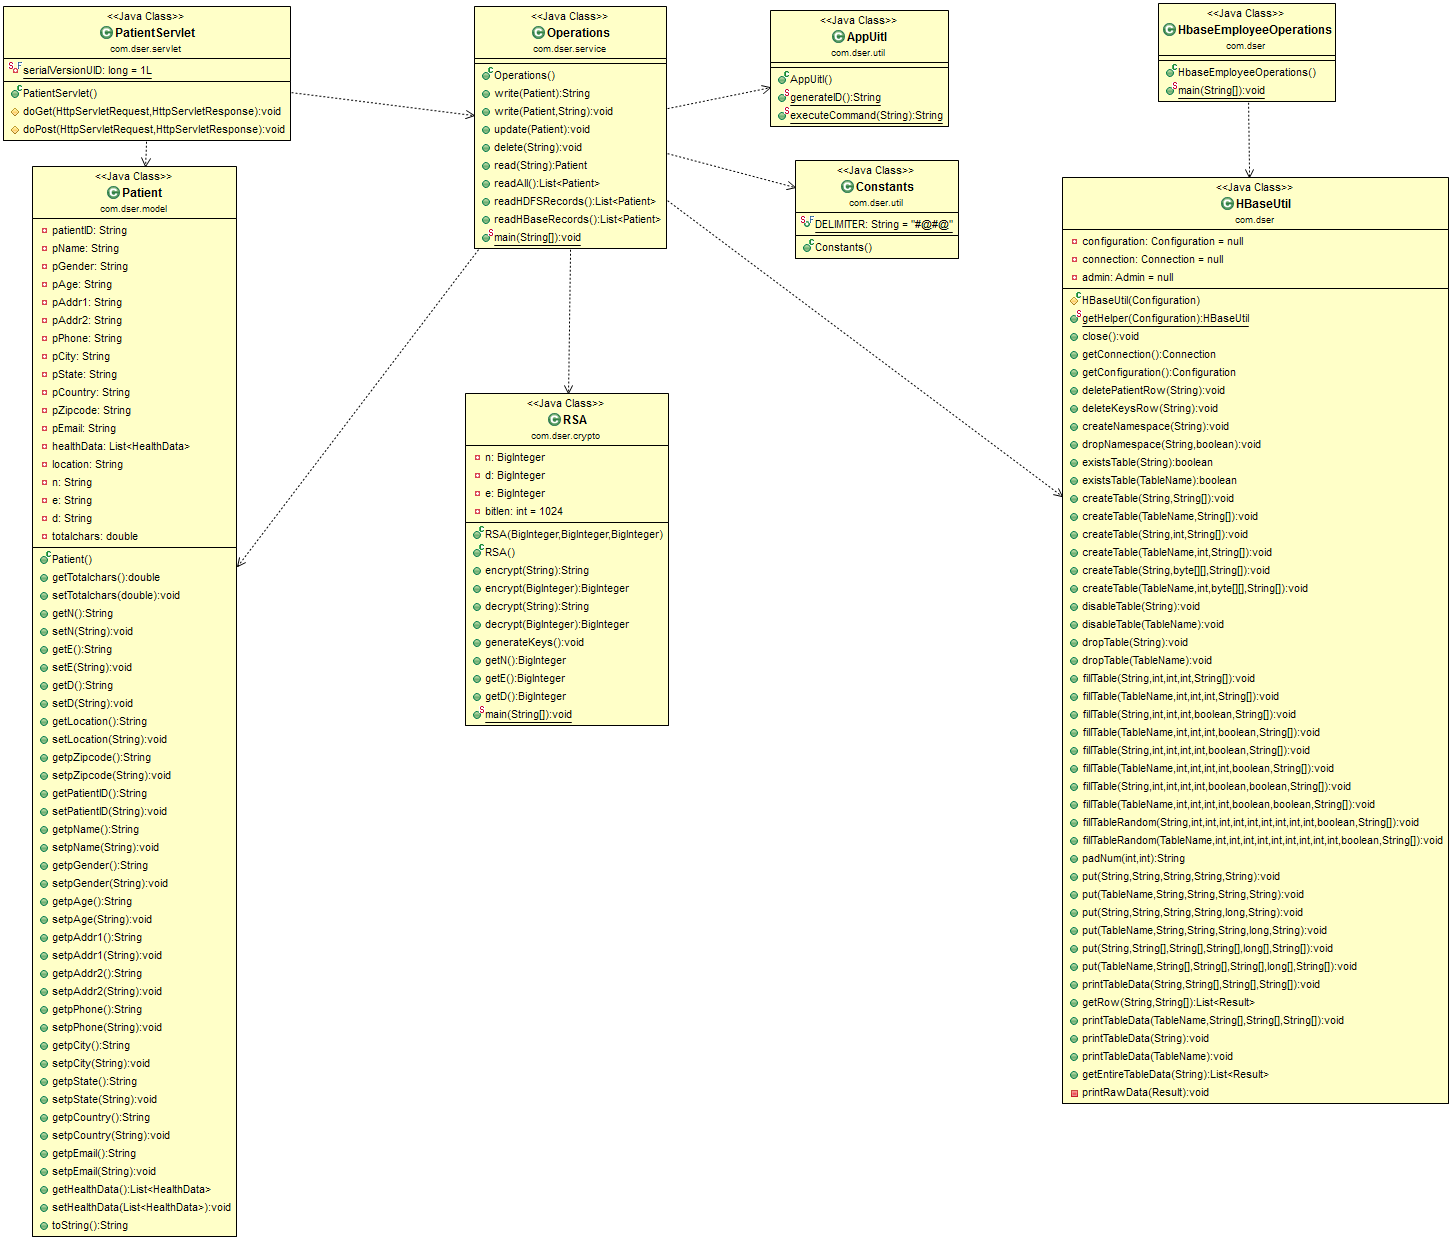 <<Java Class>>
PatientServlet
com.dser.servlet
serialVersionUID: long = 1L
PatientServlet()
doGet(HttpServletRequest,HttpServletResponse):void
doPost(HttpServletRequest,HttpServletResponse):void
<<Java Class>>
Operations
com.dser.service
Operations()
write(Patient):String
write(Patient,String):void
update(Patient):void
delete(String):void
read(String):Patient
readAll():List<Patient>
readHDFSRecords():List<Patient>
readHBaseRecords():List<Patient>
main(String[]):void
<<Java Class>>
AppUitl
com.dser.util
AppUitl()
generateID():String
executeCommand(String):String
<<Java Class>>
HbaseEmployeeOperations
com.dser
HbaseEmployeeOperations()
main(String[]):void
<<Java Class>>
Constants
com.dser.util
DELIMITER: String = "#@#@"
Constants()
<<Java Class>>
Patient
com.dser.model
patientID: String
pName: String
pGender: String
pAge: String
pAddr1: String
pAddr2: String
pPhone: String
pCity: String
pState: String
pCountry: String
pZipcode: String
pEmail: String
healthData: List<HealthData>
location: String
n: String
e: String
d: String
totalchars: double
Patient()
getTotalchars():double
setTotalchars(double):void
getN():String
setN(String):void
getE():String
setE(String):void
getD():String
setD(String):void
getLocation():String
setLocation(String):void
getpZipcode():String
setpZipcode(String):void
getPatientID():String
setPatientID(String):void
getpName():String
setpName(String):void
getpGender():String
setpGender(String):void
getpAge():String
setpAge(String):void
getpAddr1():String
setpAddr1(String):void
getpAddr2():String
setpAddr2(String):void
getpPhone():String
setpPhone(String):void
getpCity():String
setpCity(String):void
getpState():String
setpState(String):void
getpCountry():String
setpCountry(String):void
getpEmail():String
setpEmail(String):void
getHealthData():List<HealthData>
setHealthData(List<HealthData>):void
toString():String
<<Java Class>>
RSA
com.dser.crypto
n: BigInteger
d: BigInteger
e: BigInteger
bitlen: int = 1024
RSA(BigInteger,BigInteger,BigInteger)
RSA()
encrypt(String):String
encrypt(BigInteger):BigInteger
decrypt(String):String
decrypt(BigInteger):BigInteger
generateKeys():void
getN():BigInteger
getE():BigInteger
getD():BigInteger
main(String[]):void
<<Java Class>>
HBaseUtil
com.dser
configuration: Configuration = null
connection: Connection = null
admin: Admin = null
HBaseUtil(Configuration)
getHelper(Configuration):HBaseUtil
close():void
getConnection():Connection
getConfiguration():Configuration
deletePatientRow(String):void
deleteKeysRow(String):void
createNamespace(String):void
dropNamespace(String,boolean):void
existsTable(String):boolean
existsTable(TableName):boolean
createTable(String,String[]):void
createTable(TableName,String[]):void
createTable(String,int,String[]):void
createTable(TableName,int,String[]):void
createTable(String,byte[][],String[]):void
createTable(TableName,int,byte[][],String[]):void
disableTable(String):void
disableTable(TableName):void
dropTable(String):void
dropTable(TableName):void
fillTable(String,int,int,int,String[]):void
fillTable(TableName,int,int,int,String[]):void
fillTable(String,int,int,int,boolean,String[]):void
fillTable(TableName,int,int,int,boolean,String[]):void
fillTable(String,int,int,int,int,boolean,String[]):void
fillTable(TableName,int,int,int,int,boolean,String[]):void
fillTable(String,int,int,int,int,boolean,boolean,String[]):void
fillTable(TableName,int,int,int,int,boolean,boolean,String[]):void
fillTableRandom(String,int,int,int,int,int,int,int,int,int,boolean,String[]):void
fillTableRandom(TableName,int,int,int,int,int,int,int,int,int,boolean,String[]):void
padNum(int,int):String
put(String,String,String,String,String):void
put(TableName,String,String,String,String):void
put(String,String,String,String,long,String):void
put(TableName,String,String,String,long,String):void
put(String,String[],String[],String[],long[],String[]):void
put(TableName,String[],String[],String[],long[],String[]):void
printTableData(String,String[],String[],String[]):void
getRow(String,String[]):List<Result>
printTableData(TableName,String[],String[],String[]):void
printTableData(String):void
printTableData(TableName):void
getEntireTableData(String):List<Result>
printRawData(Result):void